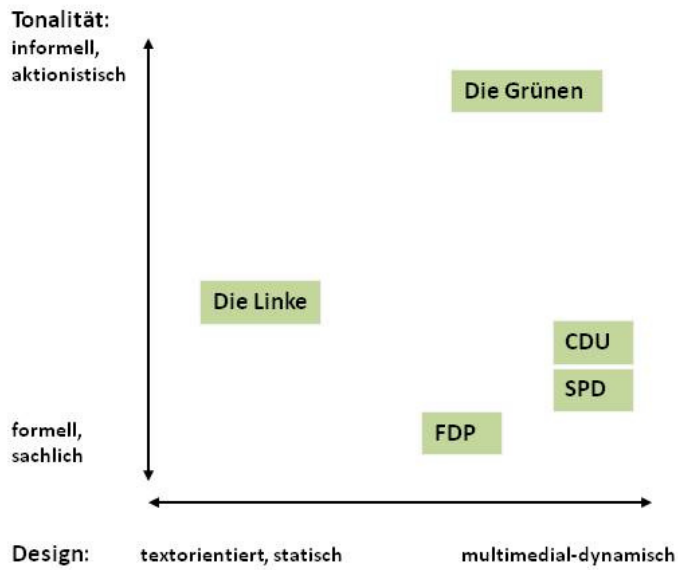 Tonalität:
informell,
aktionistisch
Die Grünen
Die Linke
CDU
SPD
FDP
formell,
sachlich
Design: textorientiert, statisch multimedial-dynamisch